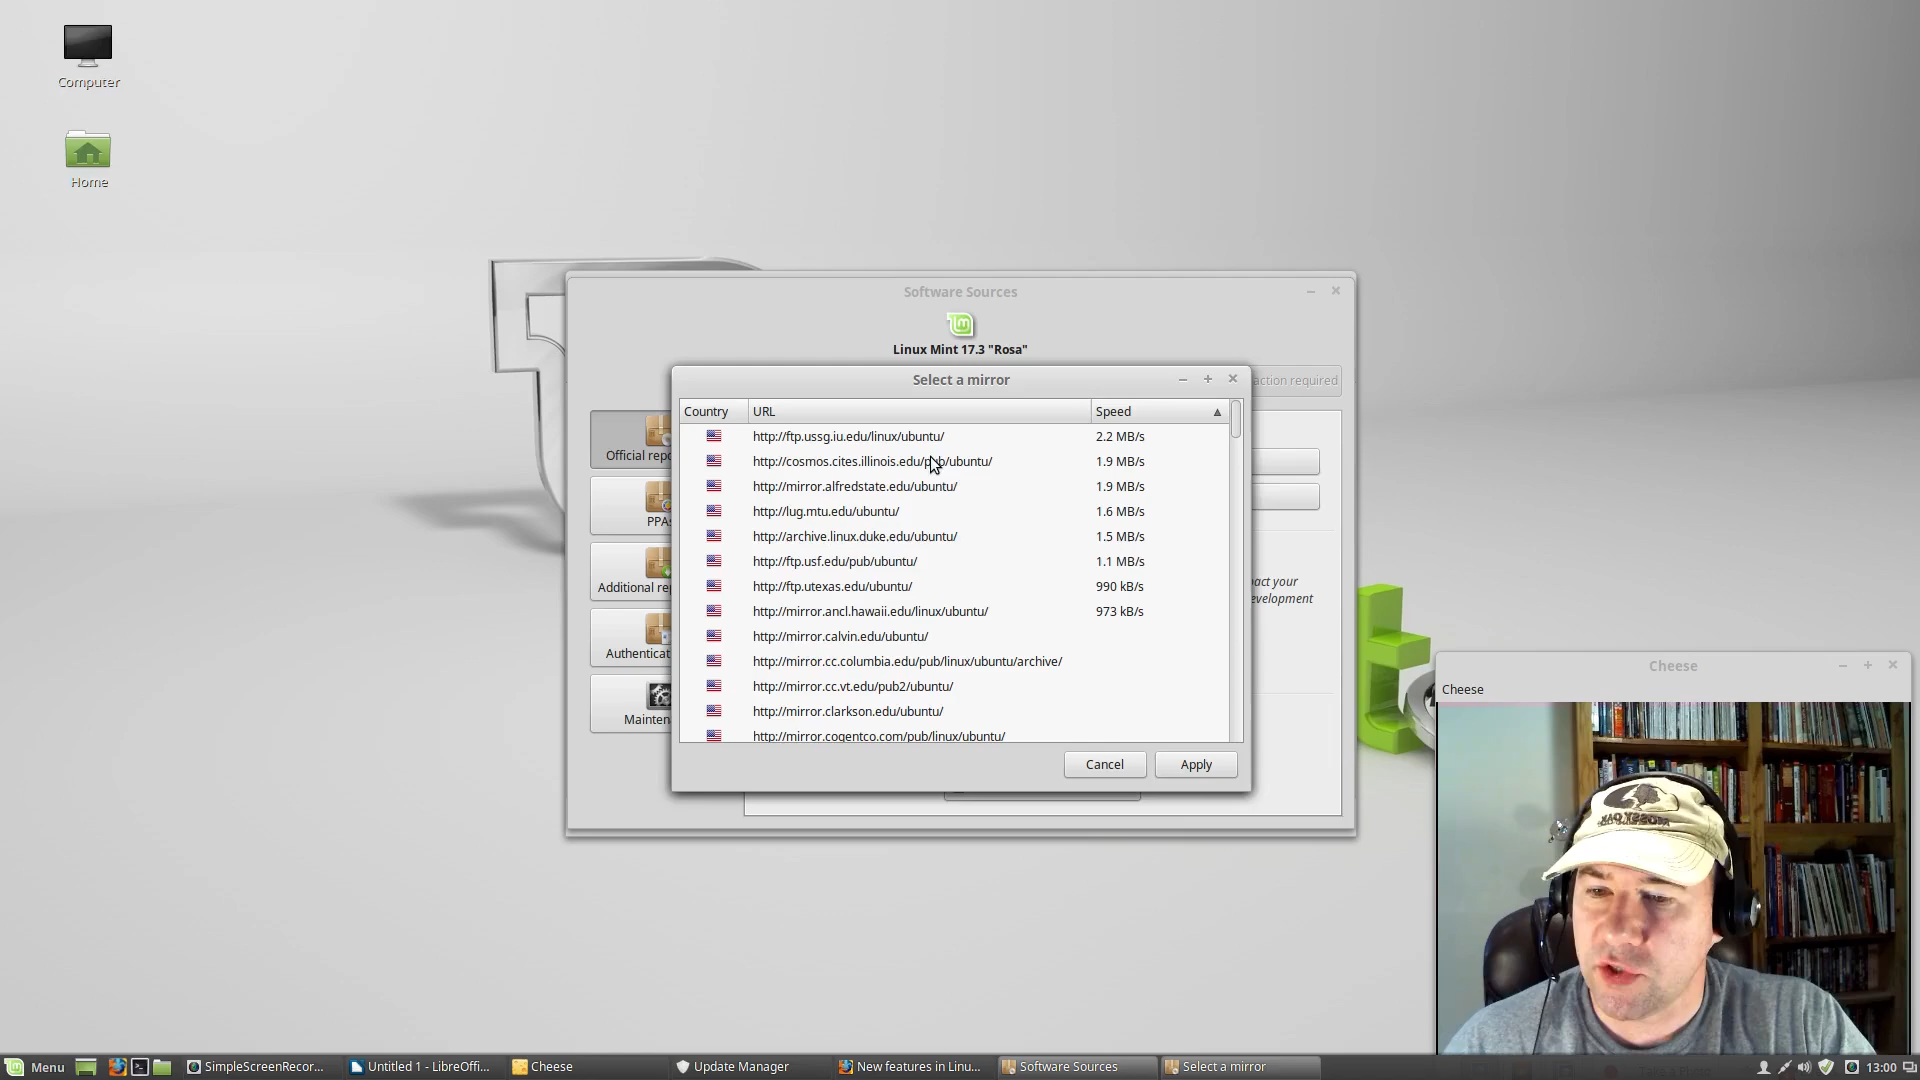 Computer
Home
Software Sources
Linux Mint 17.3 "Rosa"
action required
Select a mirror
Country URL Speed
http://ftp.ussg.iu.edu/linux/ubuntu/ 2.2 MB/s
http://cosmos.cites.illinois.edu/pub/ubuntu/ 1.9 MB/s
http://mirror.alfredstate.edu/ubuntu/ 1.9 MB/s
http://lug.mtu.edu/ubuntu/ 1.6 MB/s
http://archive.linux.duke.edu/ubuntu/ 1.5 MB/s
http://ftp.usf.edu/pub/ubuntu/ 1.1 MB/s
http://ftp.utexas.edu/ubuntu/ 990 kB/s
http://mirror.ancl.hawaii.edu/linux/ubuntu/ 973 kB/s
http://mirror.calvin.edu/ubuntu/
http://mirror.cc.columbia.edu/pub/linux/ubuntu/archive/
http://mirror.cc.vt.edu/pub2/ubuntu/
http://mirror.clarkson.edu/ubuntu/
http://mirror.cogentco.com/pub/linux/ubuntu/
Cancel Apply
Official repo
PPAs
Additional re
Authenticat
Mainten
pact your
evelopment
Cheese
Cheese
Menu SimpleScreenRecor... Untitled 1 - LibreOffi... Cheese Update Manager New features in Linu... Software Sources Select a mirror 13:00